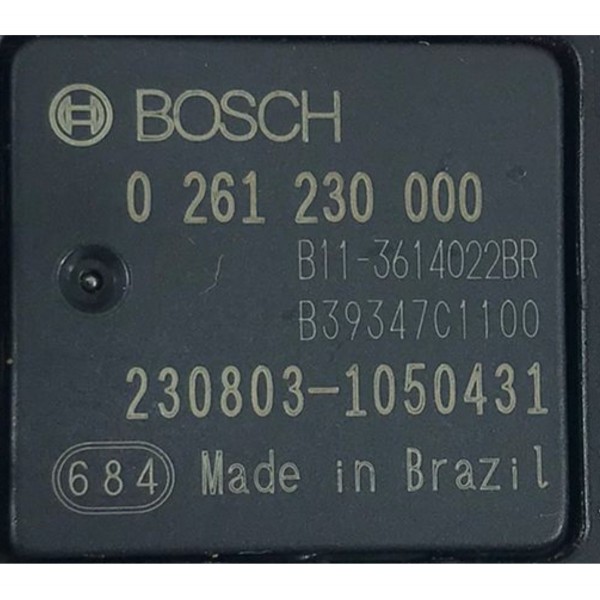 BOSCH
0 261 230 000
B11-3614022BR
B39347C1100
230803-1050431
684 Made in Brazil